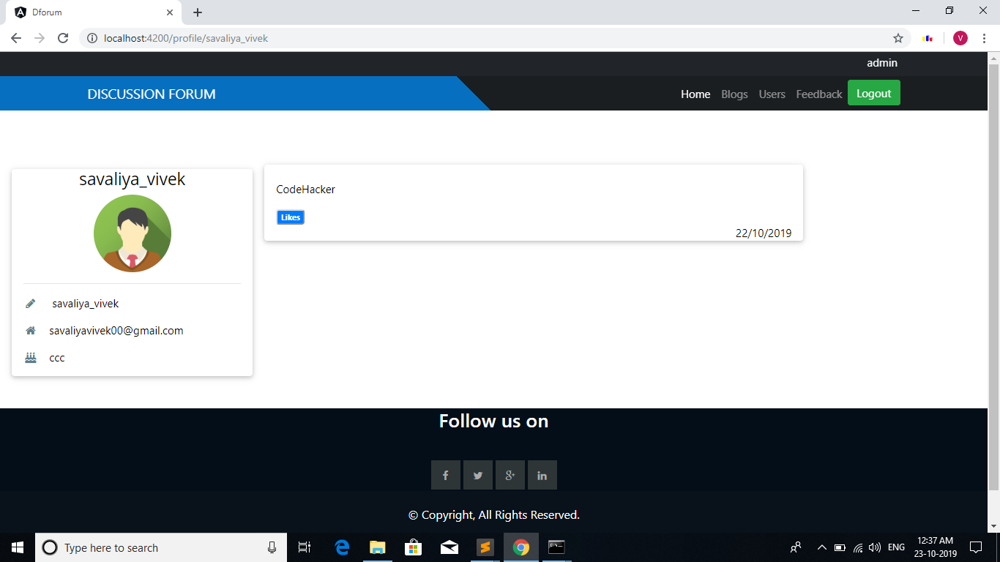 Dforum
localhost:4200/profile/savaliya_vivek
V
admin
DISCUSSION FORUM
Home Blogs Users Feedback Logout
savaliya_vivek
savaliya_vivek
savaliyavivek00@gmail.com
ccc
CodeHacker
Likes
22/10/2019
Follow us on
© Copyright, All Rights Reserved.
Type here to search
ENG
12:37 AM
23-10-2019